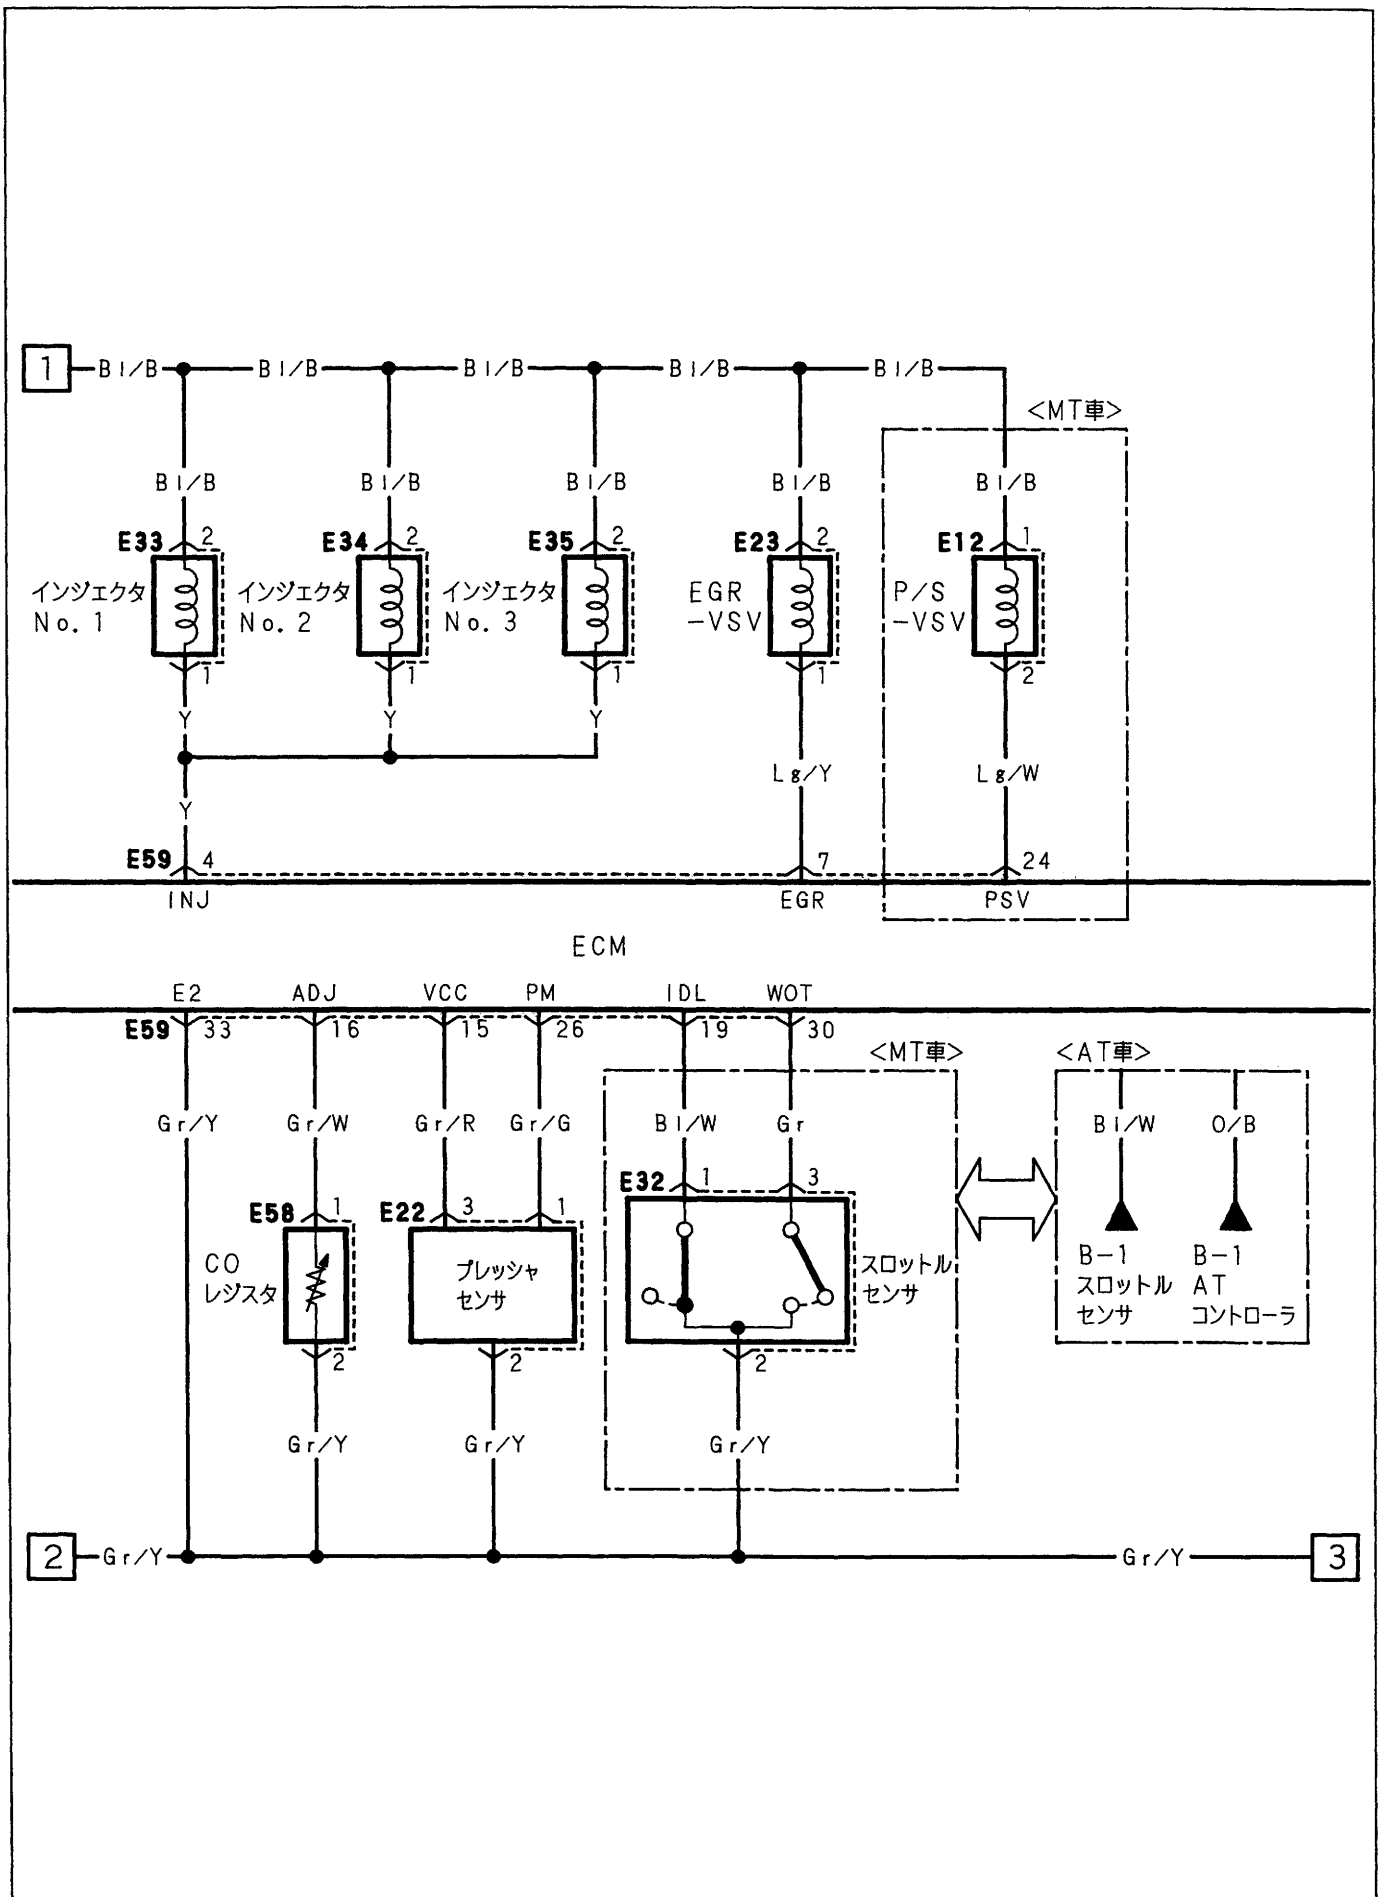 1 Bl/B Bl/B Bl/B Bl/B Bl/B
<MT車>
Bl/B Bl/B Bl/B Bl/B Bl/B
E33 2 E34 2 E35 2 E23 2 E12 1
インジェクタ インジェクタ インジェクタ EGR P/S
No.1 No.2 No.3 -VSV -VSV
1 1 1 1 2
Y Y Y
Lg/Y Lg/W
Y
E59 4 7 24
INJ EGR PSV
ECM
E2 ADJ VCC PM IDL WOT
E59 33 16 15 26 19 30
<MT車> <AT車>
Gr/Y Gr/W Gr/R Gr/G Bl/W Gr Bl/W O/B
E32 1 3
E58 1 E22 3 1
CO プレッシャ スロットル B-1 B-1
レジスタ センサ センサ スロットル AT
センサ コントローラ
2 2 2
Gr/Y Gr/Y Gr/Y
2 Gr/Y Gr/Y 3